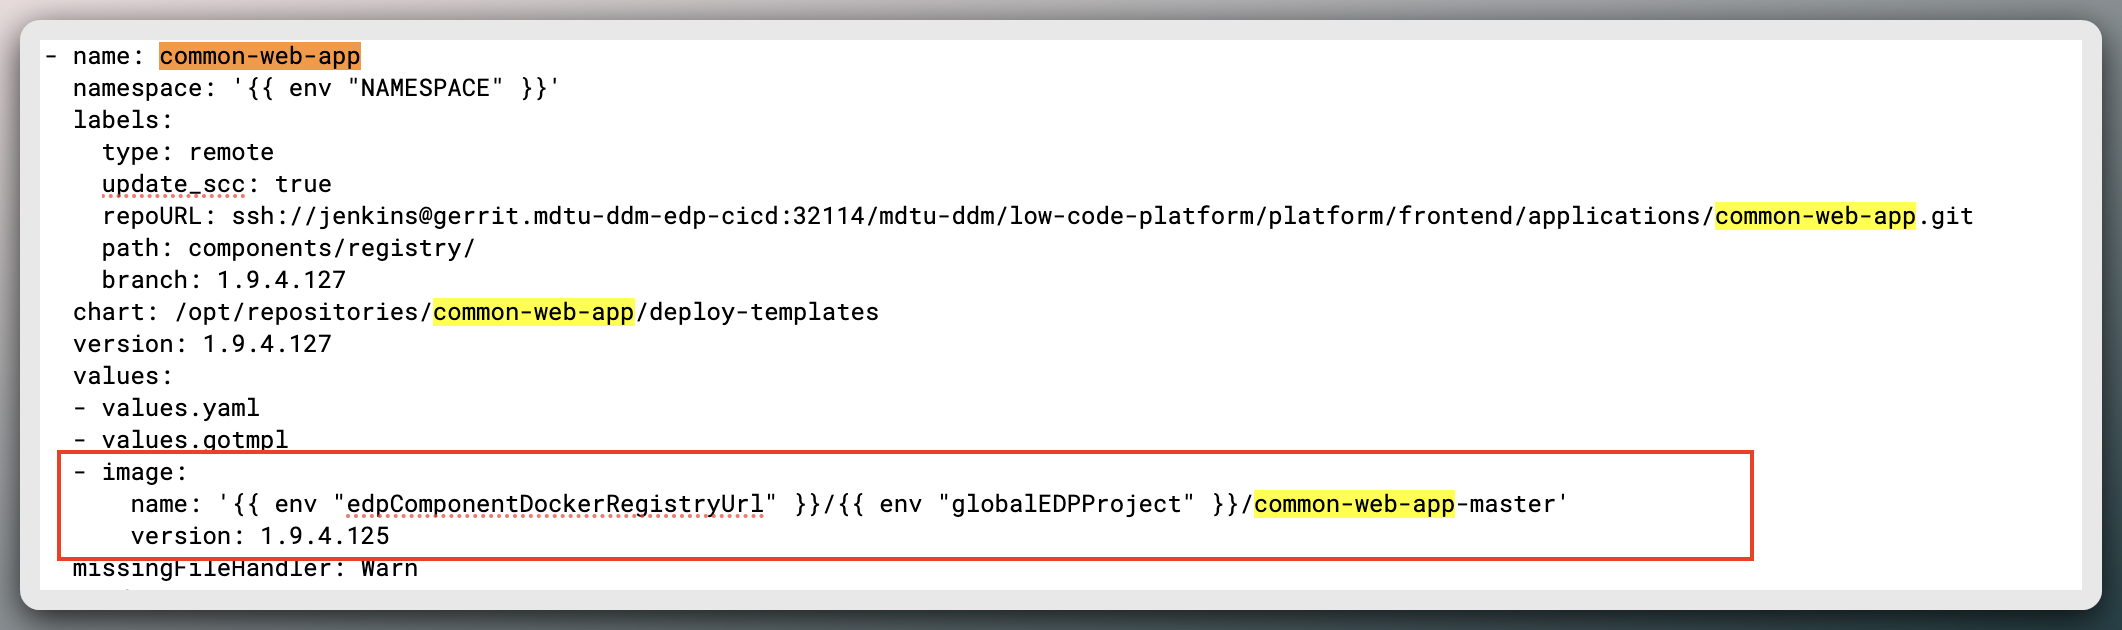 - name: common-web-app
  namespace: '{{ env "NAMESPACE" }}'
  labels:
    type: remote
    update_scc: true
    repoURL: ssh://jenkins@gerrit.mdtu-ddm-edp-cicd:32114/mdtu-ddm/low-code-platform/platform/frontend/applications/common-web-app.git
    path: components/registry/
    branch: 1.9.4.127
  chart: /opt/repositories/common-web-app/deploy-templates
  version: 1.9.4.127
  values:
  - values.yaml
  - values.gotmpl
  - image:
      name: '{{ env "edpComponentDockerRegistryUrl" }}/{{ env "globalEDPProject" }}/common-web-app-master'
      version: 1.9.4.125
  missingFileHandler: Warn